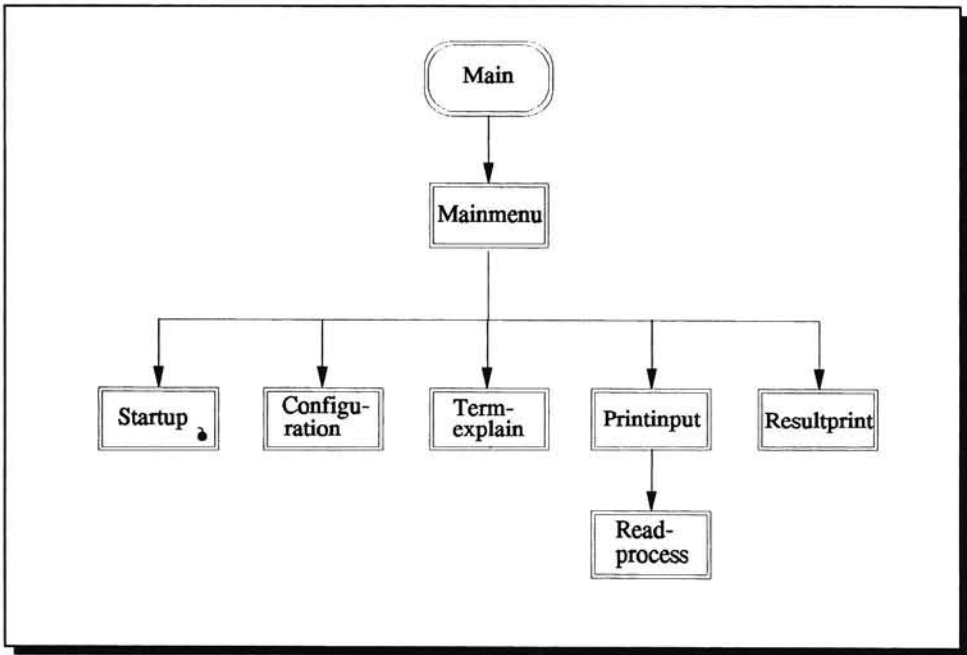 Main
Mainmenu
Startup
Configu-
ration
Term-
explain
Printinput
Resultprint
Read-
process